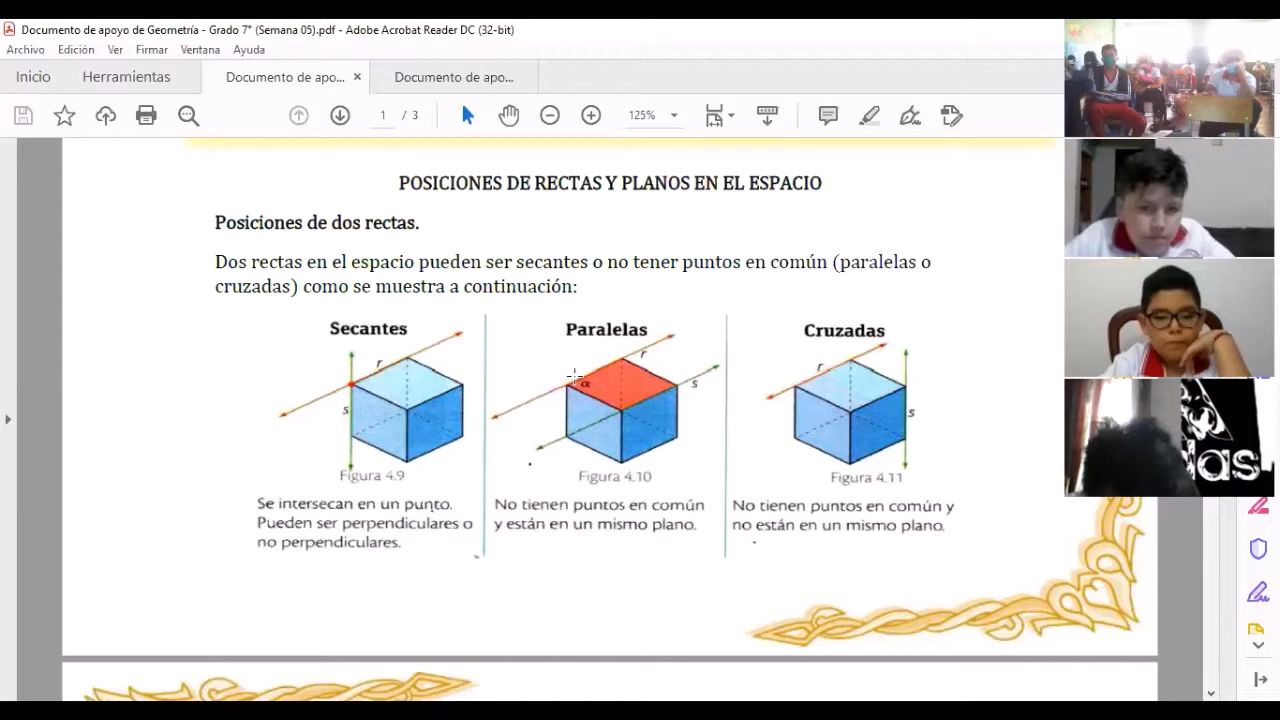 Documento de apoyo de Geometría - Grado 7° (Semana 05).pdf - Adobe Acrobat Reader DC (32-bit)
Archivo Edición Ver Firmar Ventana Ayuda
Inicio Herramientas Documento de apo... × Documento de apo...
1 / 3 125%
POSICIONES DE RECTAS Y PLANOS EN EL ESPACIO
Posiciones de dos rectas.
Dos rectas en el espacio pueden ser secantes o no tener puntos en común (paralelas o
cruzadas) como se muestra a continuación:
Secantes
r
s
Figura 4.9
Se intersecan en un punto.
Pueden ser perpendiculares o
no perpendiculares.
Paralelas
r
α
s
Figura 4.10
No tienen puntos en común
y están en un mismo plano.
Cruzadas
r
s
Figura 4.11
No tienen puntos en común y
no están en un mismo plano.
adidas